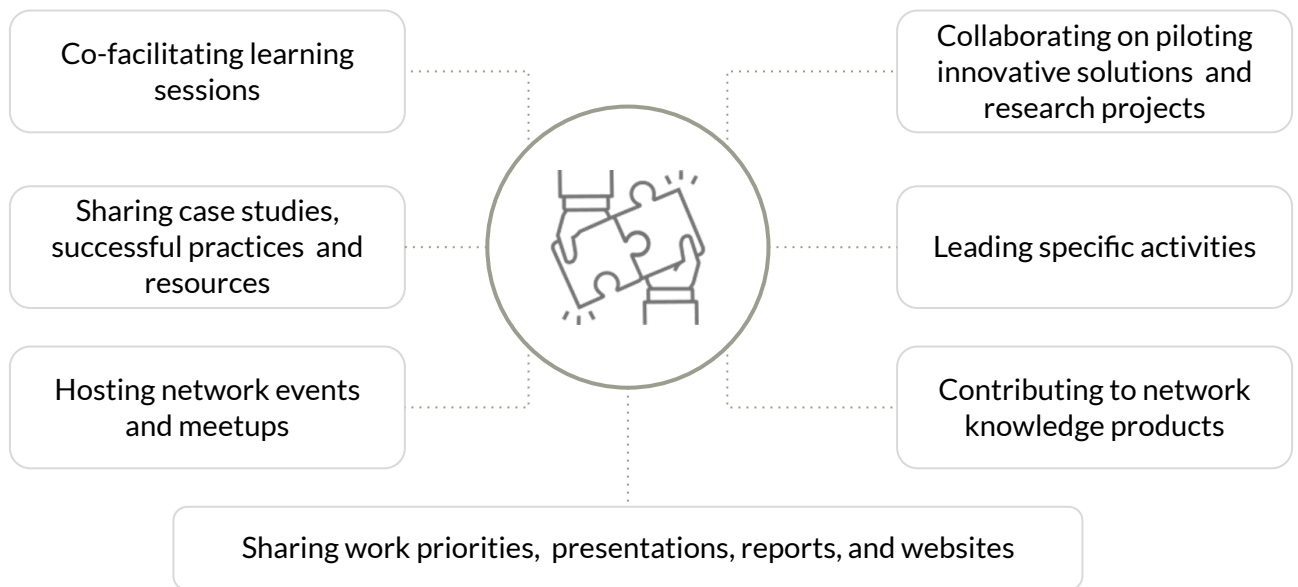 Co-facilitating learning
sessions
Sharing case studies,
successful practices  and
resources
Hosting network events
and meetups
Collaborating on piloting
innovative solutions  and
research projects
Leading specific activities
Contributing to network
knowledge products
Sharing work priorities,  presentations, reports, and websites